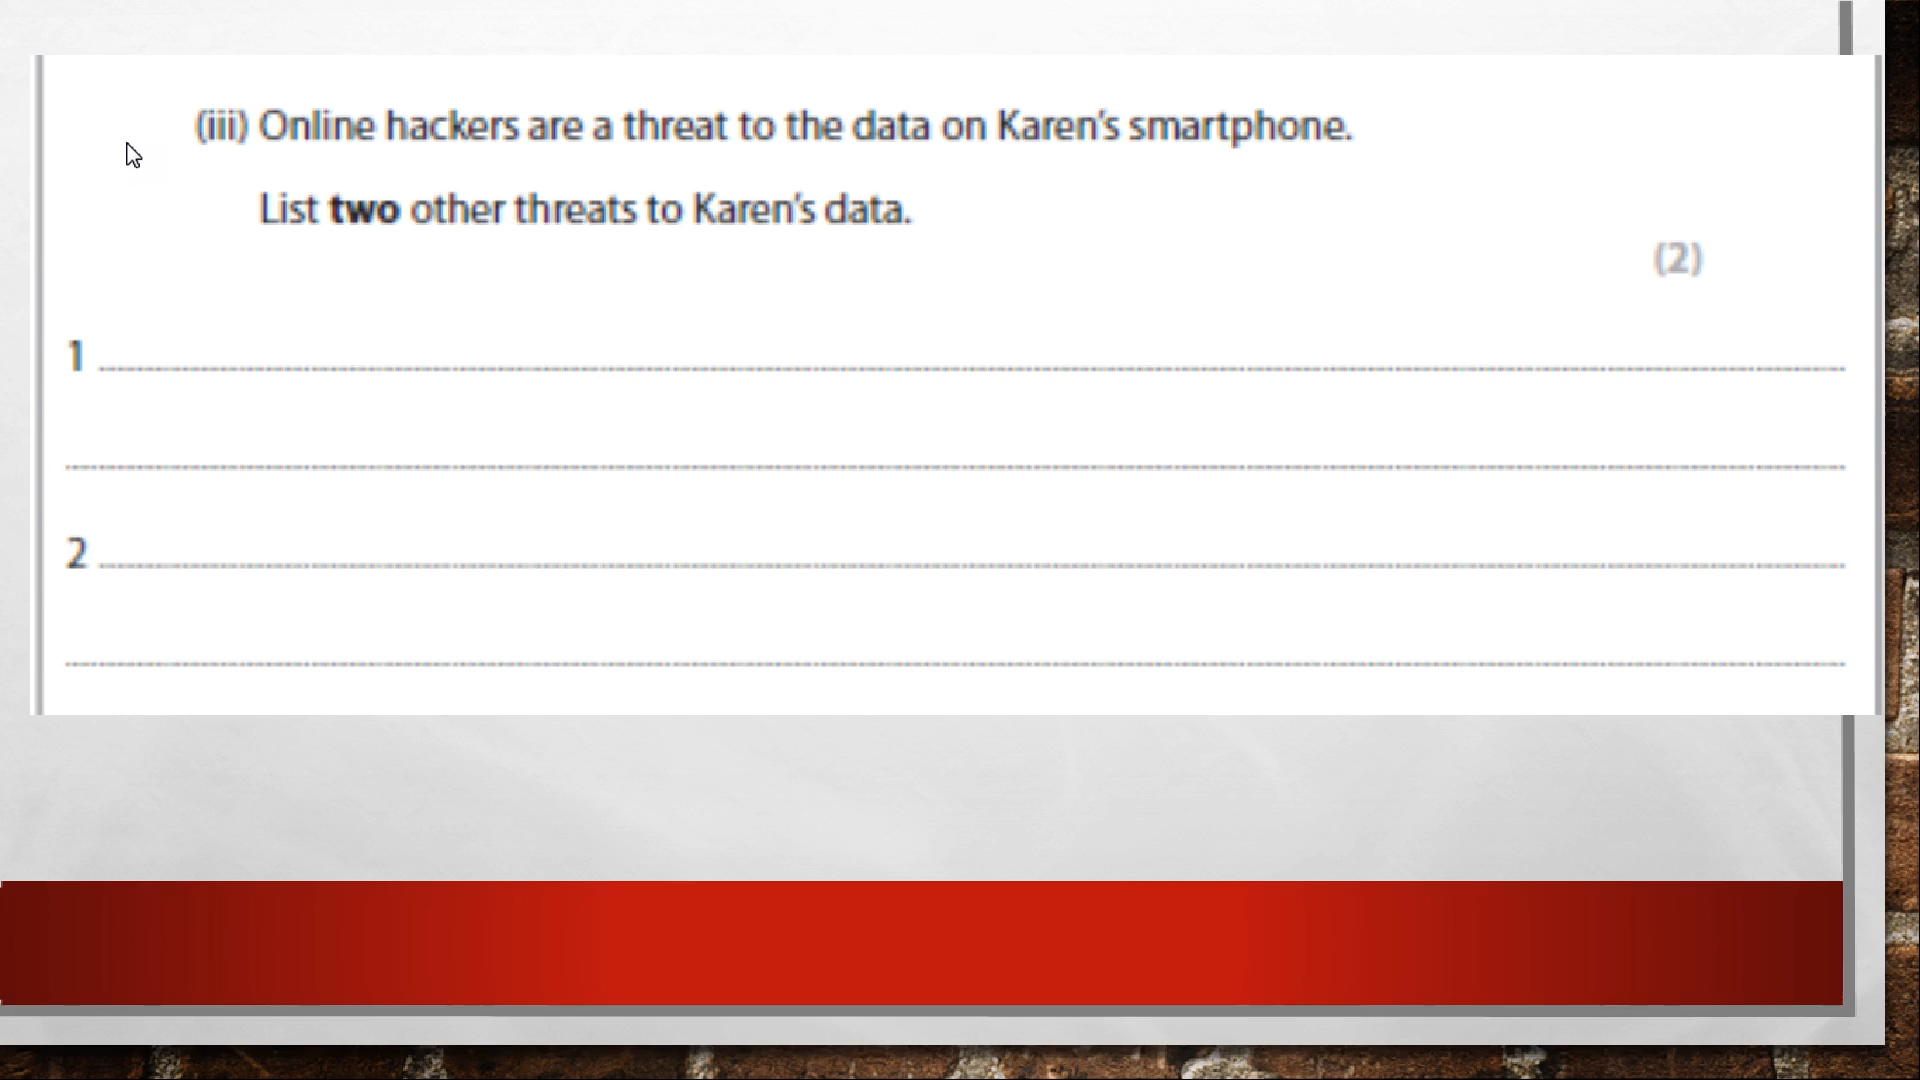 (iii) Online hackers are a threat to the data on Karen's smartphone.
List two other threats to Karen's data.
(2)
1
2